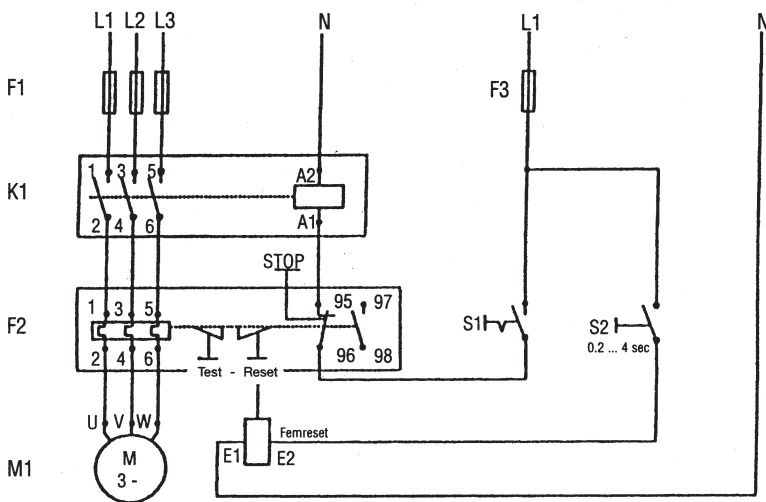 L1 L2 L3 N L1 N
F1 F3
1 3 5 A2
K1
2 4 6 A1
STOP
1 3 5 95 97
F2 S1 S2
2 4 6 96 98 0.2 ... 4 sec
Test - Reset
U V W Femreset
E1 E2
M1 M
3 -